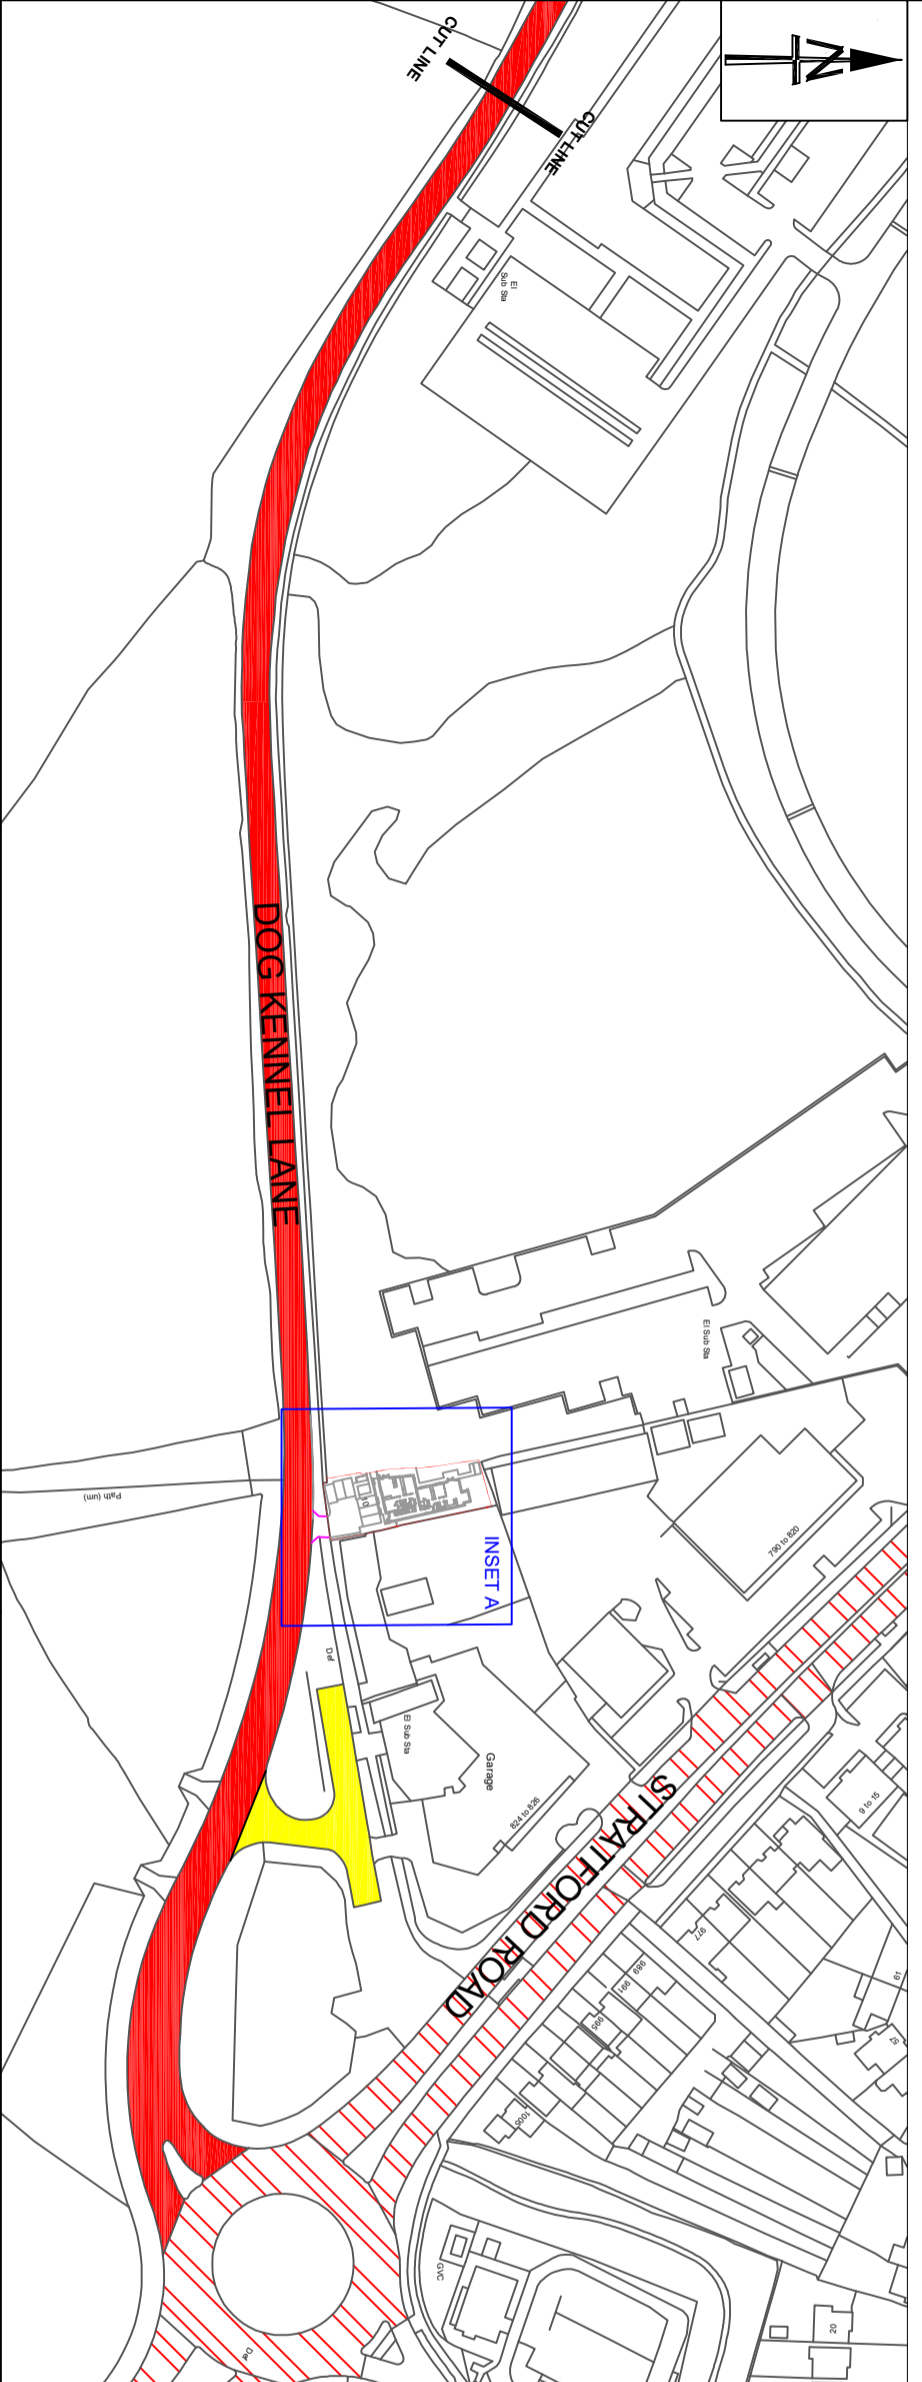 CUT LINE
CUT LINE
N
El
Sub Sta
DOG KENNEL LANE
El Sub Sta
Path (um)
INSET A
790 to 820
Def
El Sub Sta
Garage
824 to 826
STRATFORD ROAD
9 to 15
977
989
991
995
1005
61
57
GVC
20
Def